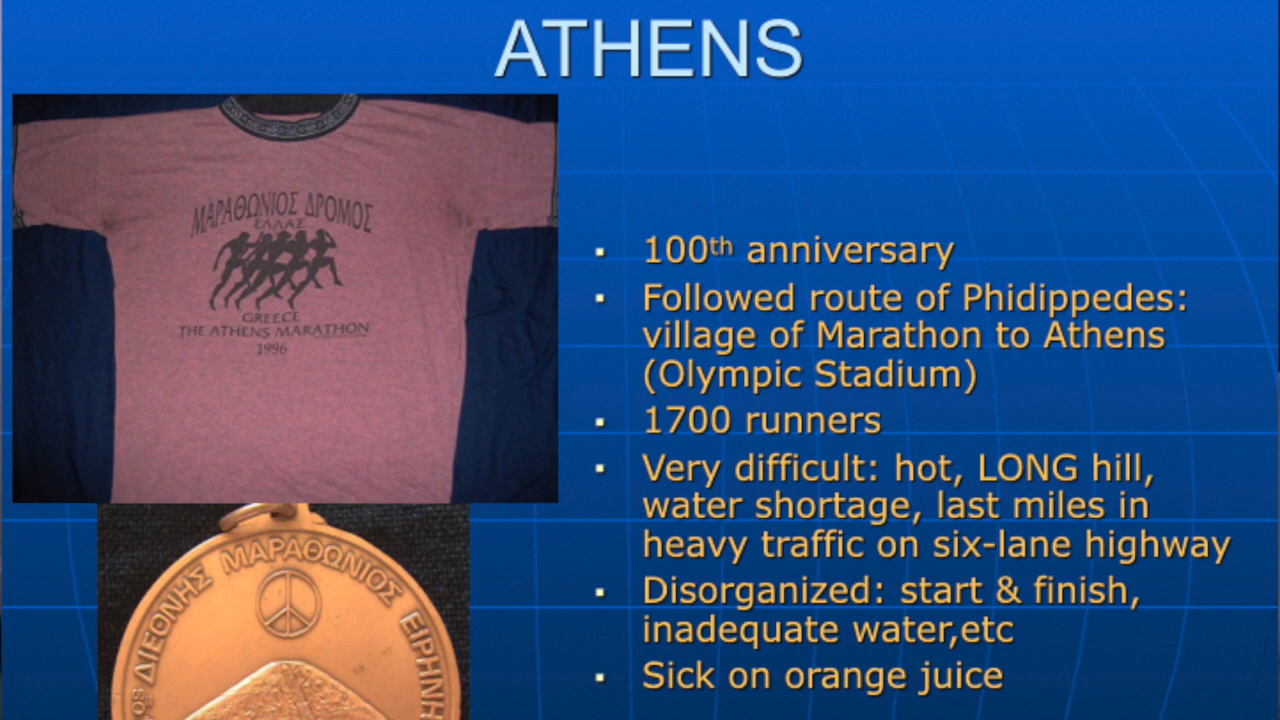 ATHENS
ΜΑΡΑΘΩΝΙΟΣ ΔΡΟΜΟΣ
ΕΛΛΑΣ
GREECE
THE ATHENS MARATHON
1996
ΔΙΕΘΝΗΣ ΜΑΡΑΘΩΝΙΟΣ ΕΙΡΗΝΗ
▪ 100th anniversary
▪ Followed route of Phidippedes:
village of Marathon to Athens
(Olympic Stadium)
▪ 1700 runners
▪ Very difficult: hot, LONG hill,
water shortage, last miles in
heavy traffic on six-lane highway
▪ Disorganized: start & finish,
inadequate water,etc
▪ Sick on orange juice